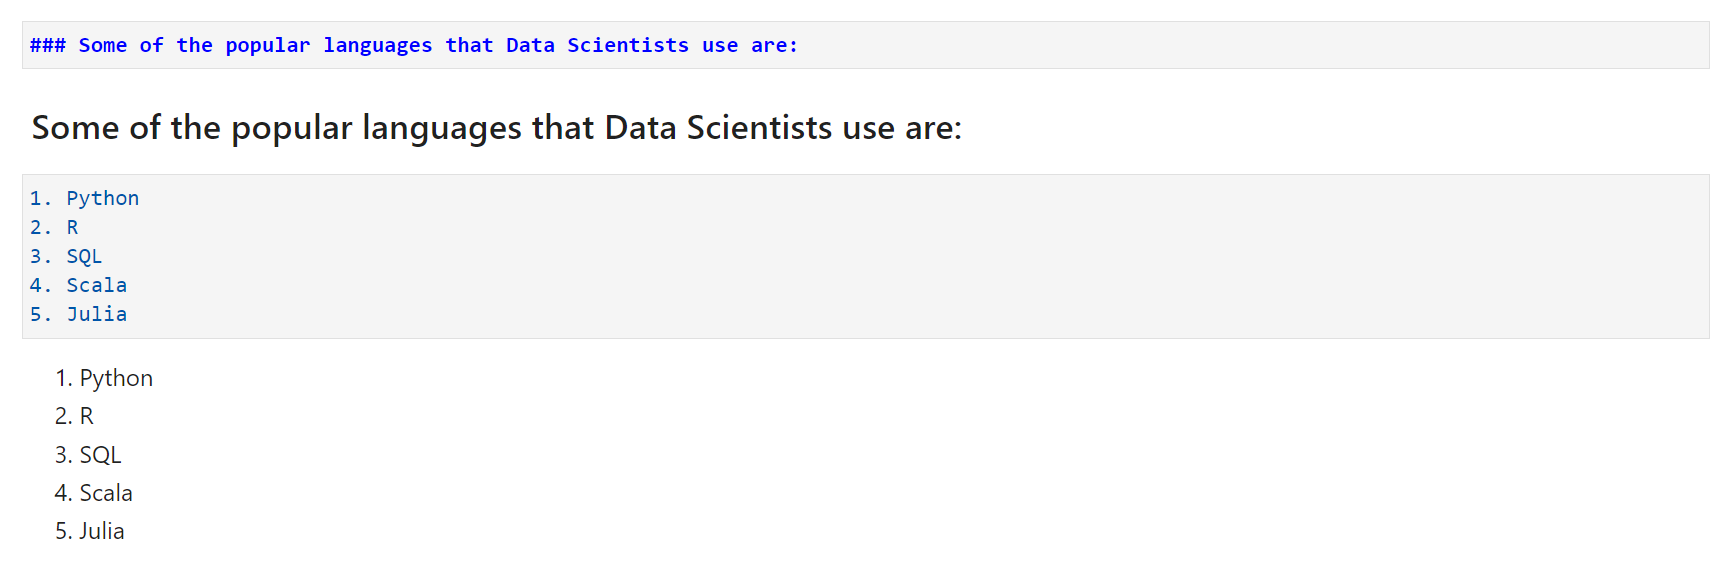 ### Some of the popular languages that Data Scientists use are:
Some of the popular languages that Data Scientists use are:
1. Python
2. R
3. SQL
4. Scala
5. Julia
1. Python
2. R
3. SQL
4. Scala
5. Julia